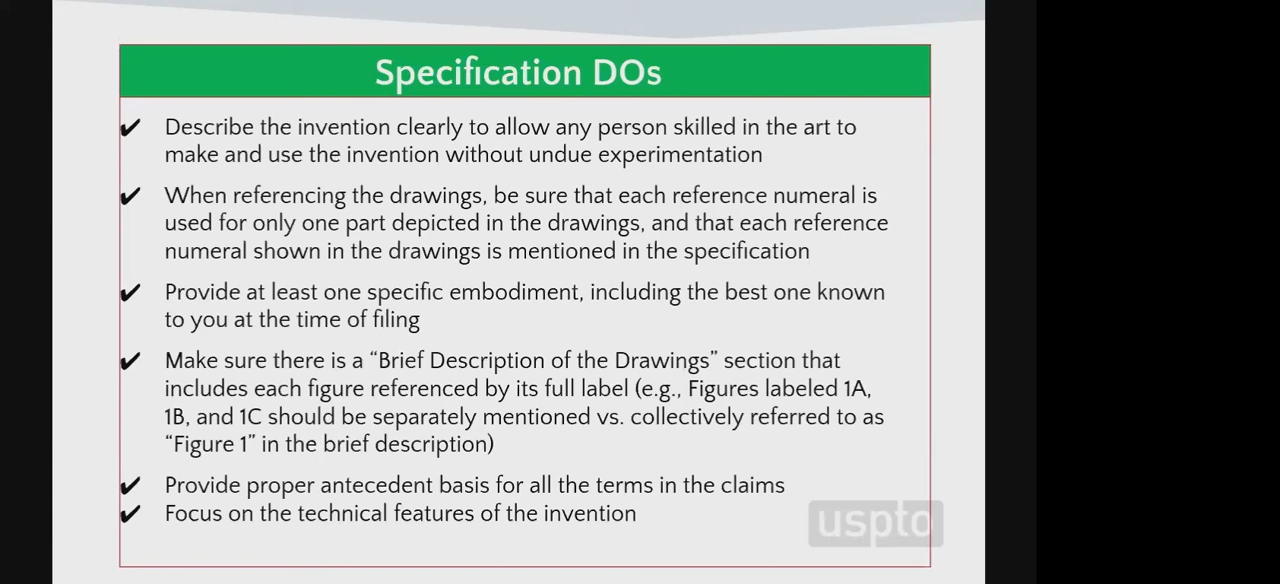 Specification DOs
✔ Describe the invention clearly to allow any person skilled in the art to
make and use the invention without undue experimentation
✔ When referencing the drawings, be sure that each reference numeral is
used for only one part depicted in the drawings, and that each reference
numeral shown in the drawings is mentioned in the specification
✔ Provide at least one specific embodiment, including the best one known
to you at the time of filing
✔ Make sure there is a “Brief Description of the Drawings” section that
includes each figure referenced by its full label (e.g., Figures labeled 1A,
1B, and 1C should be separately mentioned vs. collectively referred to as
“Figure 1” in the brief description)
✔ Provide proper antecedent basis for all the terms in the claims
✔ Focus on the technical features of the invention
uspto